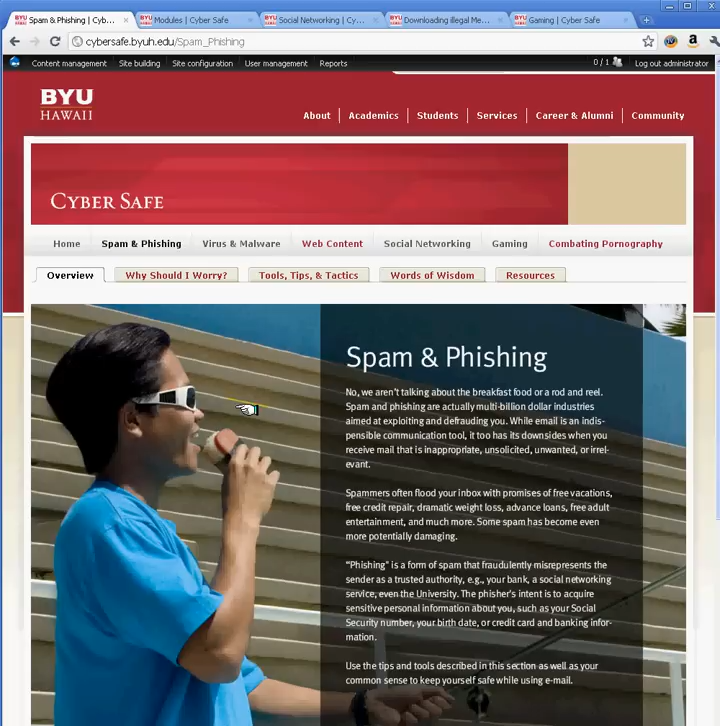 Spam & Phishing | Cyb...
Modules | Cyber Safe
Social Networking | Cy...
Downloading illegal Me...
Gaming | Cyber Safe
cybersafe.byuh.edu/Spam_Phishing
Content management Site building Site configuration User management Reports 0 / 1 Log out administrator
BYU
HAWAII
About Academics Students Services Career & Alumni Community
CYBER SAFE
Home Spam & Phishing Virus & Malware Web Content Social Networking Gaming Combating Pornography
Overview Why Should I Worry? Tools, Tips, & Tactics Words of Wisdom Resources
Spam & Phishing
No, we aren't talking about the breakfast food or a rod and reel.
Spam and phishing are actually multi-billion dollar industries
aimed at exploiting and defrauding you. While email is an indis-
pensible communication tool, it too has its downsides when you
receive mail that is inappropriate, unsolicited, unwanted, or irrel-
evant.
Spammers often flood your inbox with promises of free vacations,
free credit repair, dramatic weight loss, advance loans, free adult
entertainment, and much more. Some spam has become even
more potentially damaging.
“Phishing” is a form of spam that fraudulently misrepresents the
sender as a trusted authority, e.g., your bank, a social networking
service, even the University. The phisher's intent is to acquire
sensitive personal information about you, such as your Social
Security number, your birth date, or credit card and banking infor-
mation.
Use the tips and tools described in this section as well as your
common sense to keep yourself safe while using e-mail.